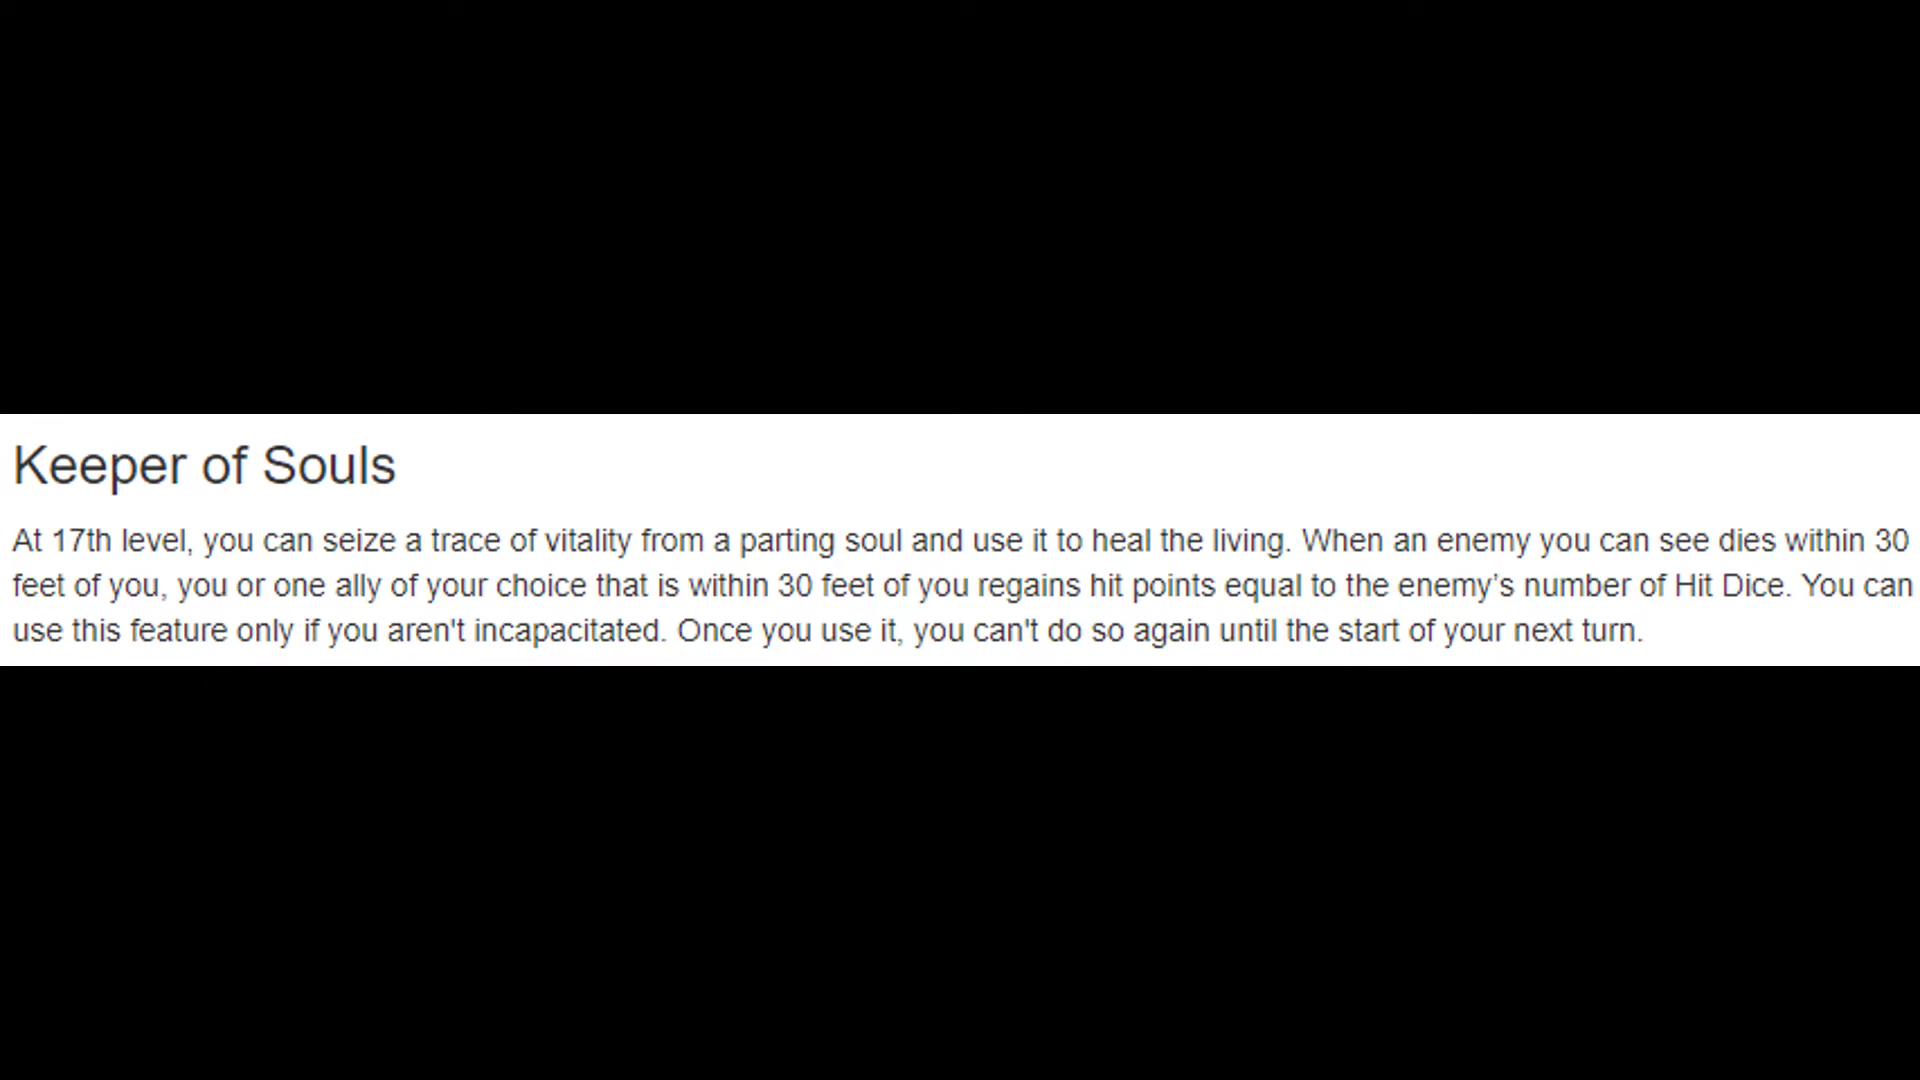 Keeper of Souls
At 17th level, you can seize a trace of vitality from a parting soul and use it to heal the living. When an enemy you can see dies within 30
feet of you, you or one ally of your choice that is within 30 feet of you regains hit points equal to the enemy’s number of Hit Dice. You can
use this feature only if you aren't incapacitated. Once you use it, you can't do so again until the start of your next turn.